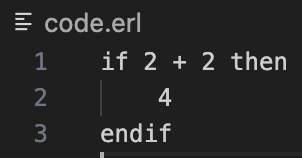 code.erl
1 if 2 + 2 then
2     4
3 endif